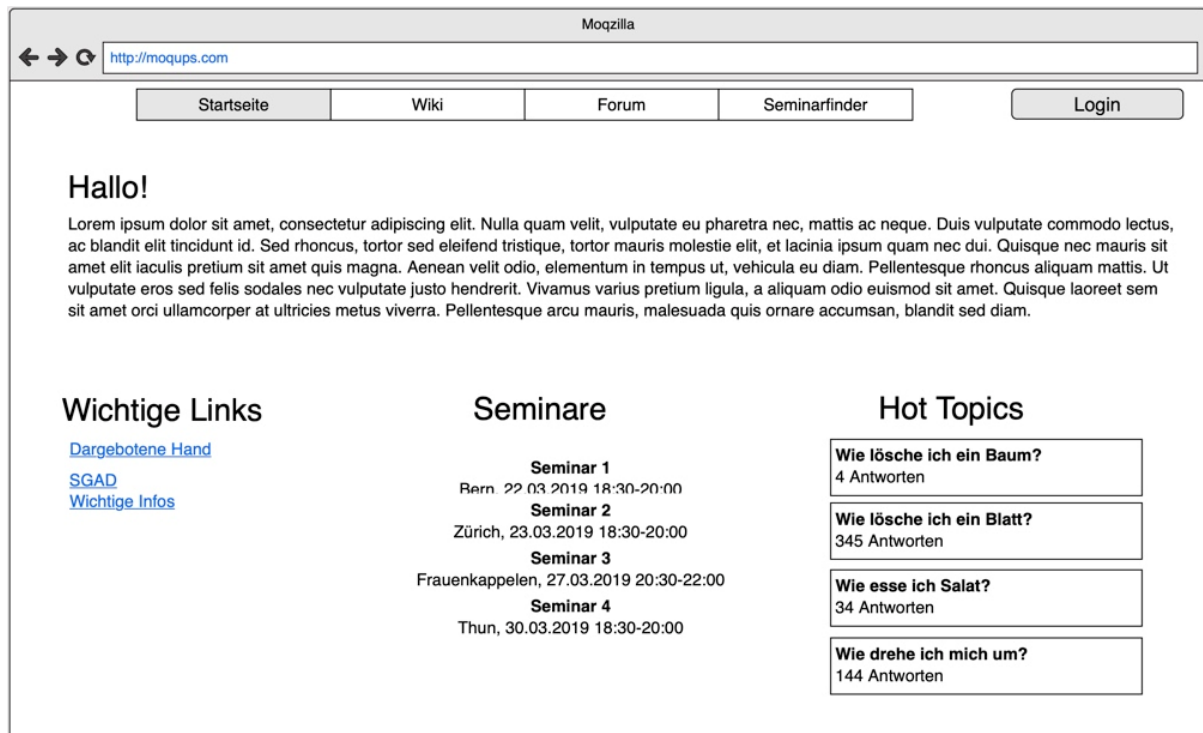 Moqzilla
http://moqups.com
Startseite Wiki Forum Seminarfinder Login
Hallo!
Lorem ipsum dolor sit amet, consectetur adipiscing elit. Nulla quam velit, vulputate eu pharetra nec, mattis ac neque. Duis vulputate commodo lectus,
ac blandit elit tincidunt id. Sed rhoncus, tortor sed eleifend tristique, tortor mauris molestie elit, et lacinia ipsum quam nec dui. Quisque nec mauris sit
amet elit iaculis pretium sit amet quis magna. Aenean velit odio, elementum in tempus ut, vehicula eu diam. Pellentesque rhoncus aliquam mattis. Ut
vulputate eros sed felis sodales nec vulputate justo hendrerit. Vivamus varius pretium ligula, a aliquam odio euismod sit amet. Quisque laoreet sem
sit amet orci ullamcorper at ultricies metus viverra. Pellentesque arcu mauris, malesuada quis ornare accumsan, blandit sed diam.
Wichtige Links
Dargebotene Hand
SGAD
Wichtige Infos
Seminare
Seminar 1
Bern, 22.03.2019 18:30-20:00
Seminar 2
Zürich, 23.03.2019 18:30-20:00
Seminar 3
Frauenkappelen, 27.03.2019 20:30-22:00
Seminar 4
Thun, 30.03.2019 18:30-20:00
Hot Topics
Wie lösche ich ein Baum?
4 Antworten
Wie lösche ich ein Blatt?
345 Antworten
Wie esse ich Salat?
34 Antworten
Wie drehe ich mich um?
144 Antworten